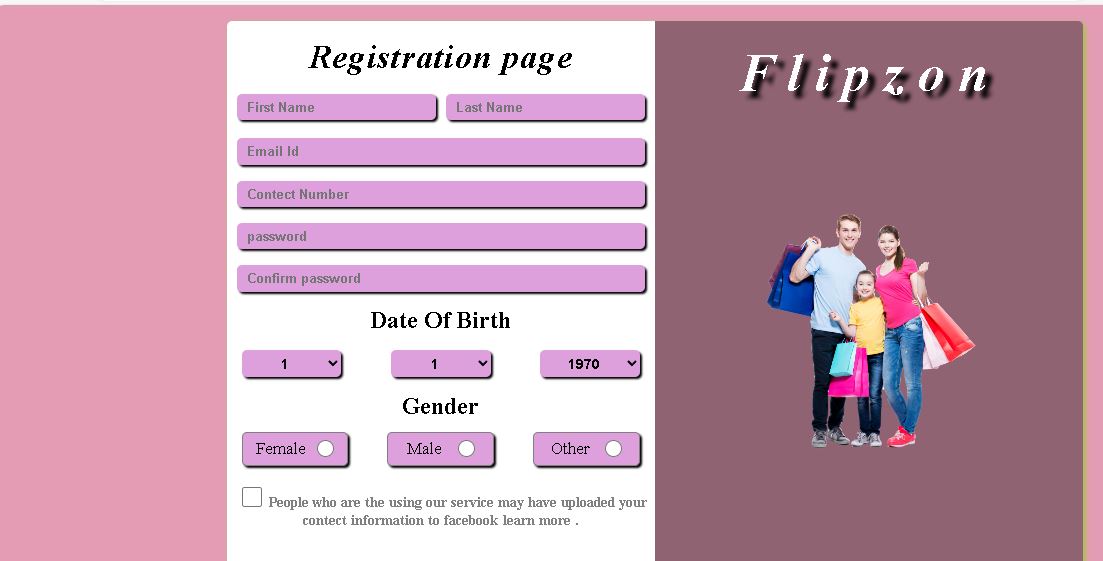 Registration page
Flipzon
First Name Last Name
Email Id
Contect Number
password
Confirm password
Date Of Birth
1 1 1970
Gender
Female Male Other
People who are the using our service may have uploaded your
contect information to facebook learn more .